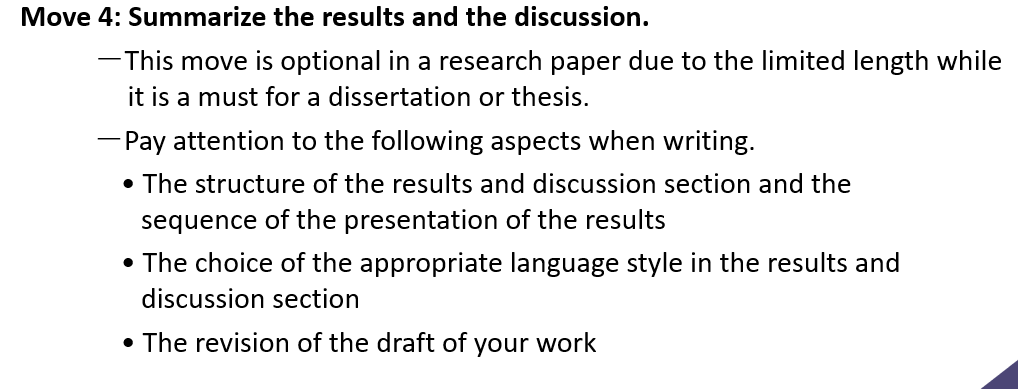 Move 4: Summarize the results and the discussion.
—This move is optional in a research paper due to the limited length while
it is a must for a dissertation or thesis.
—Pay attention to the following aspects when writing.
• The structure of the results and discussion section and the
sequence of the presentation of the results
• The choice of the appropriate language style in the results and
discussion section
• The revision of the draft of your work